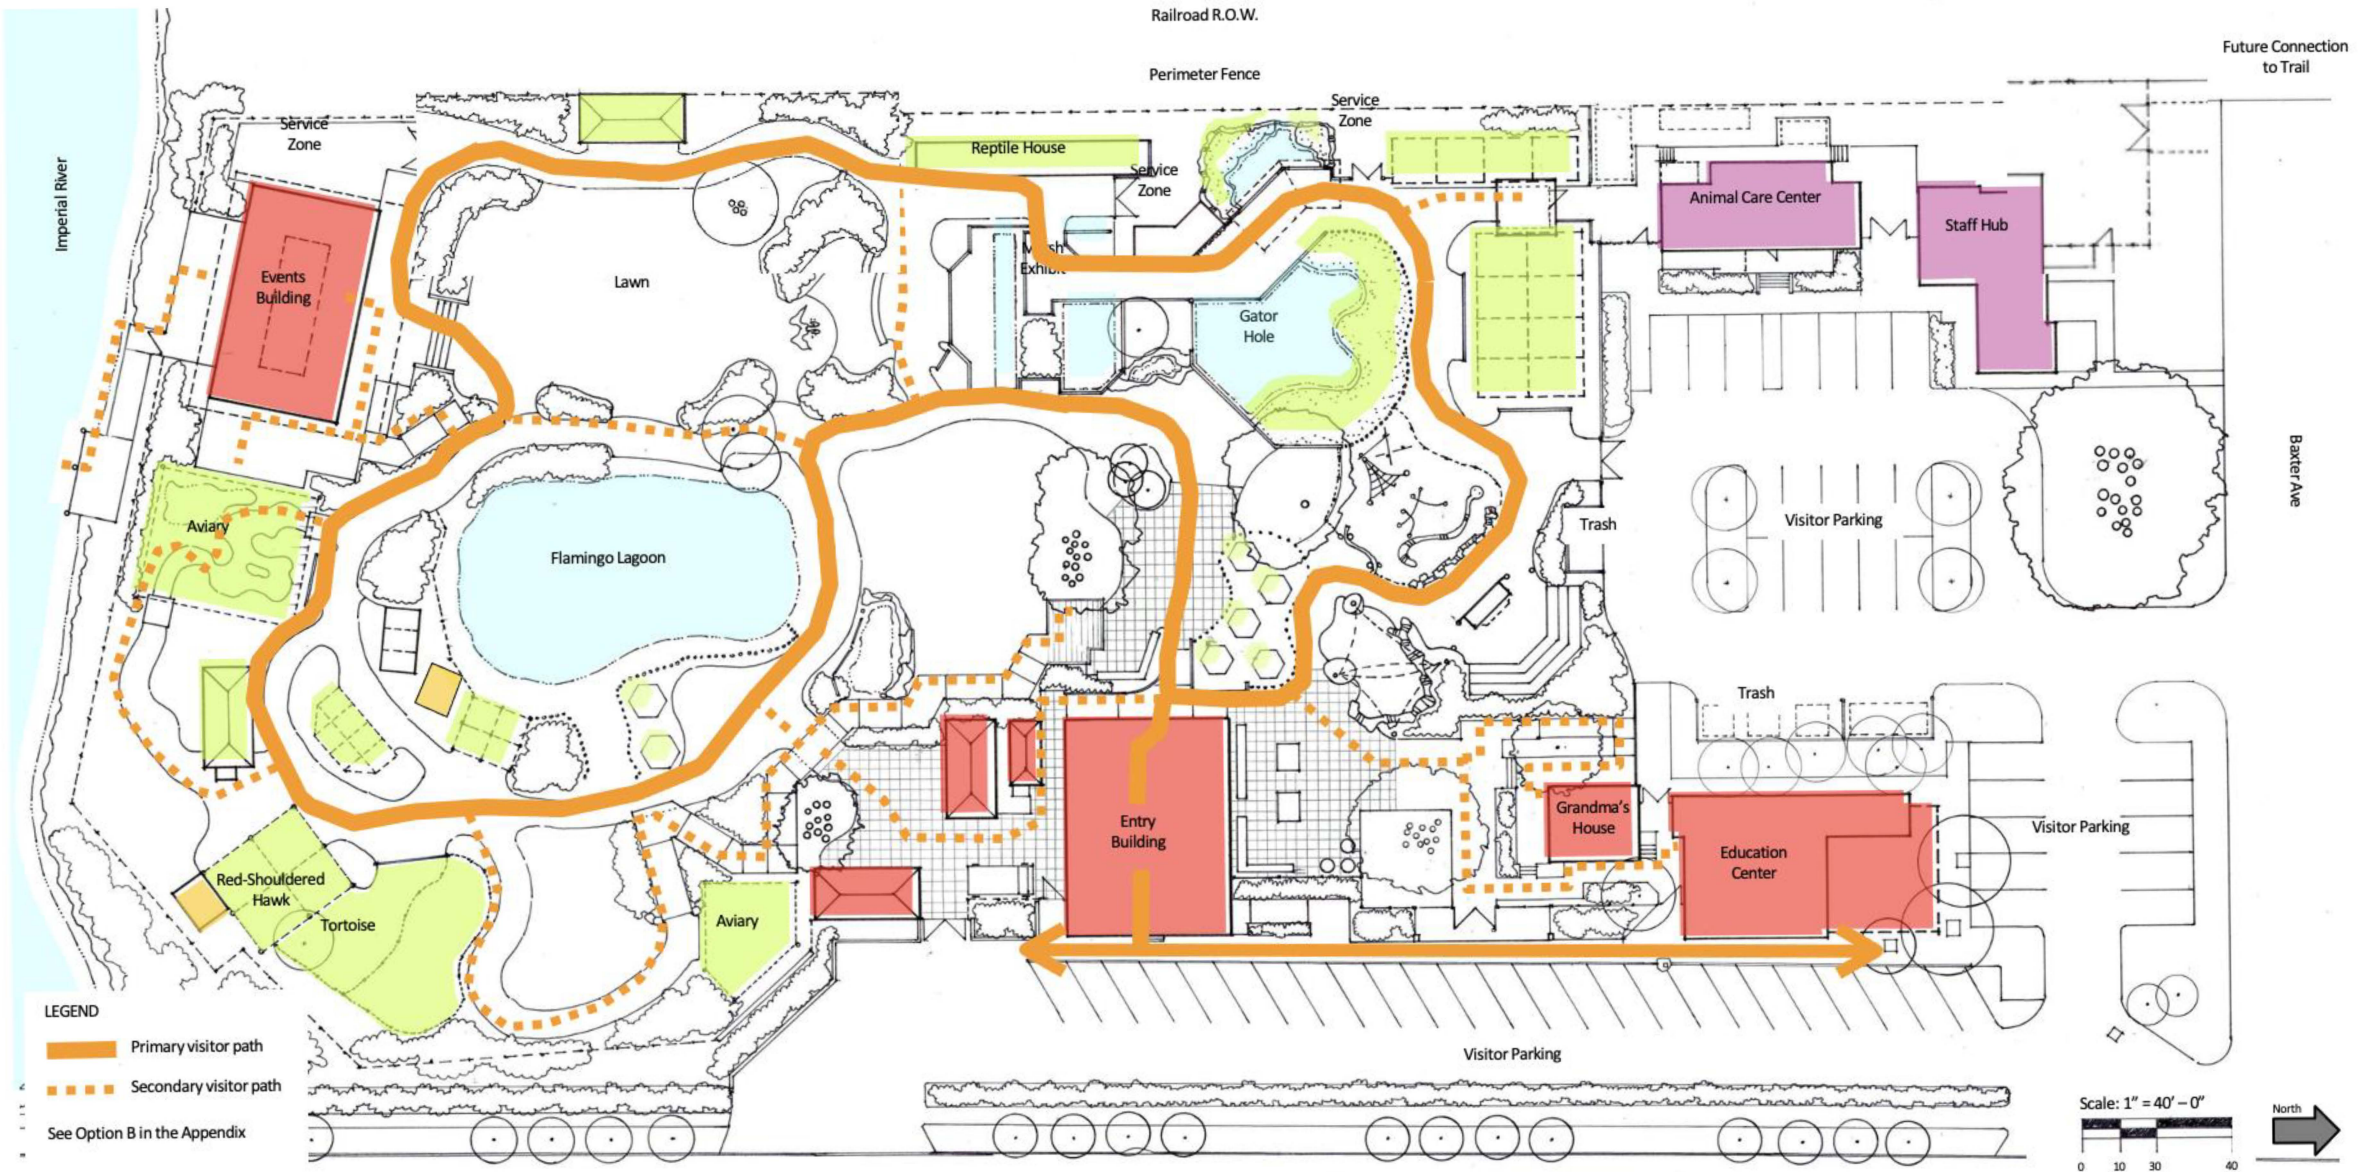 Railroad R.O.W.
Future Connection
to Trail
Perimeter Fence
Service
Zone
Service
Zone
Reptile House
Service
Zone
Imperial River
Animal Care Center
Staff Hub
Events
Building
Lawn
Marsh
Exhibit
Gator
Hole
Baxter Ave
Aviary
Flamingo Lagoon
Trash
Visitor Parking
Trash
Entry
Building
Grandma's
House
Education
Center
Visitor Parking
Red-Shouldered
Hawk
Tortoise
Aviary
LEGEND
Primary visitor path
Secondary visitor path
See Option B in the Appendix
Visitor Parking
Scale: 1" = 40' – 0"
0 10 30 40
North